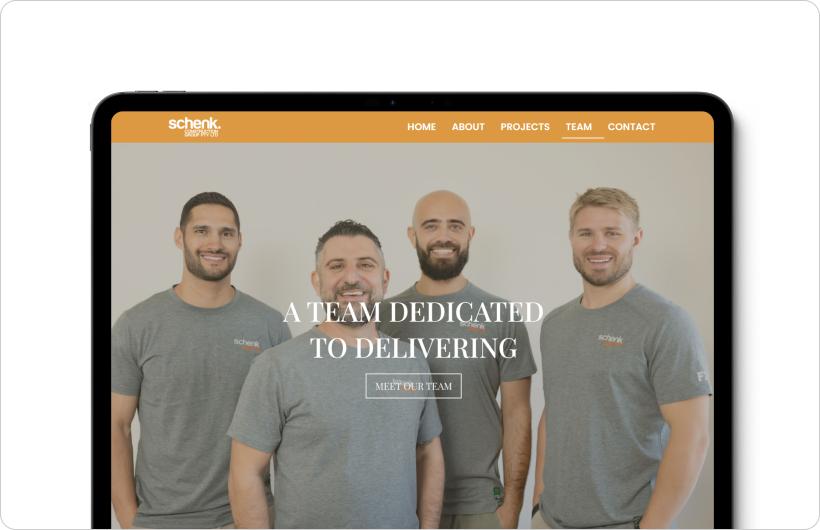 schenk.
CONSTRUCTION
GROUP PTY LTD
HOME ABOUT PROJECTS TEAM CONTACT
schenk
schenk
schenk
A TEAM DEDICATED
TO DELIVERING
MEET OUR TEAM